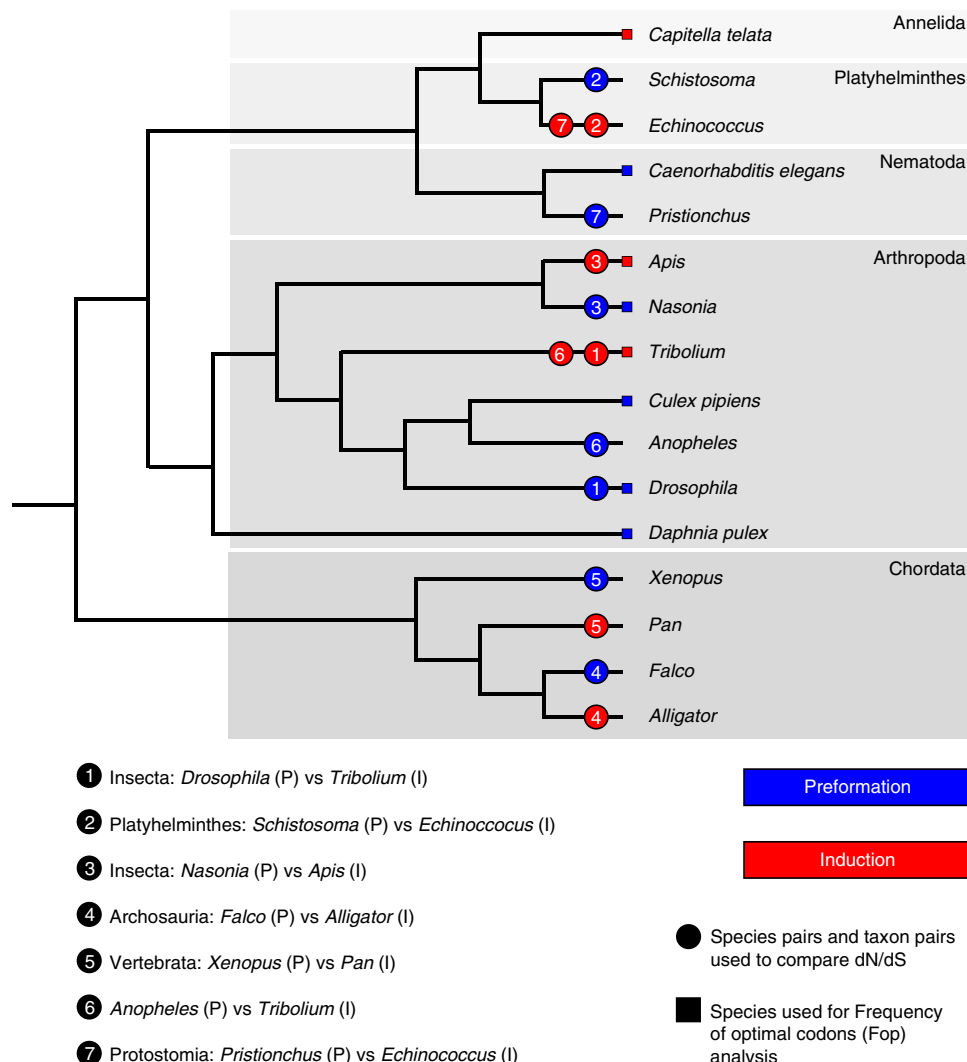 Annelida
Capitella telata
2 Schistosoma Platyhelminthes
7 2 Echinococcus
Caenorhabditis elegans Nematoda
7 Pristionchus
3 Apis Arthropoda
3 Nasonia
6 1 Tribolium
Culex pipiens
6 Anopheles
1 Drosophila
Daphnia pulex
5 Xenopus Chordata
5 Pan
4 Falco
4 Alligator
1 Insecta: Drosophila (P) vs Tribolium (I)
2 Platyhelminthes: Schistosoma (P) vs Echinoccocus (I)
3 Insecta: Nasonia (P) vs Apis (I)
4 Archosauria: Falco (P) vs Alligator (I)
5 Vertebrata: Xenopus (P) vs Pan (I)
6 Anopheles (P) vs Tribolium (I)
7 Protostomia: Pristionchus (P) vs Echinococcus (I)
Preformation
Induction
Species pairs and taxon pairs
used to compare dN/dS
Species used for Frequency
of optimal codons (Fop)
analysis